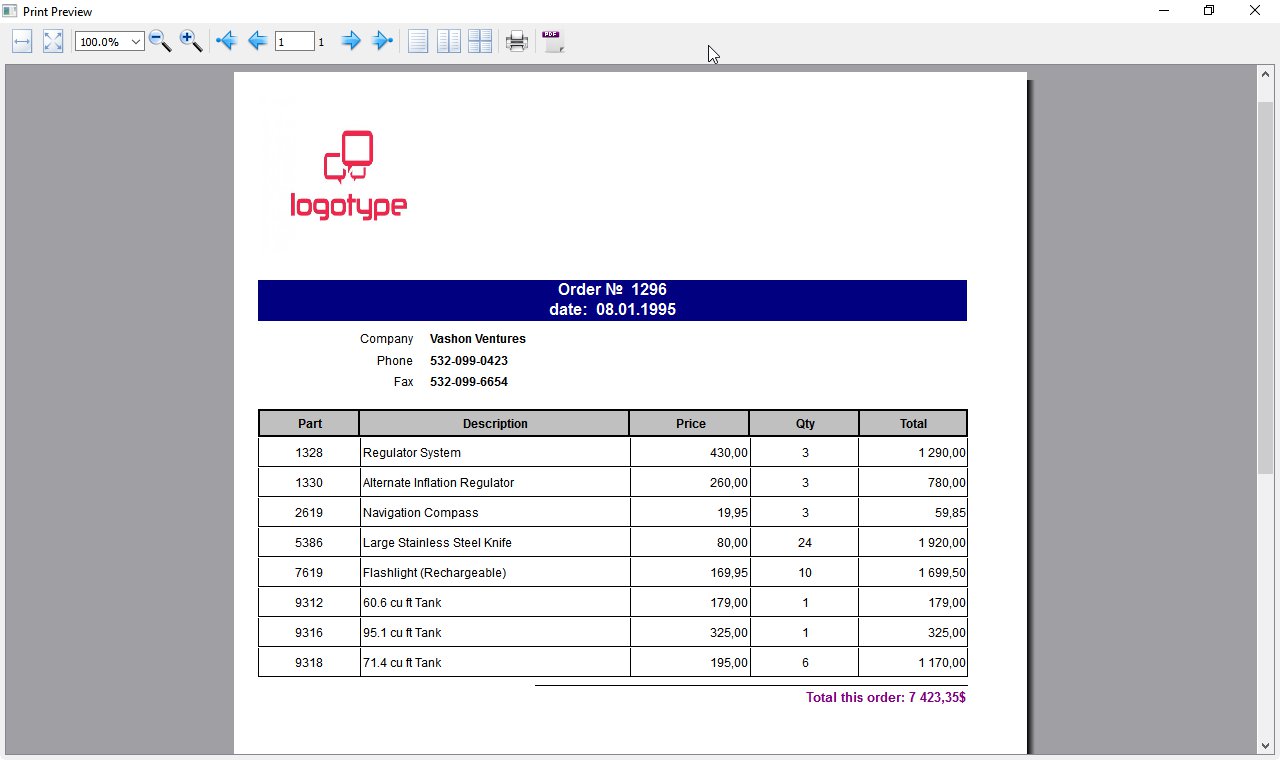 Print Preview
100.0% 1 1
PDF
logotype
Order № 1296
date: 08.01.1995
Company Vashon Ventures
Phone 532-099-0423
Fax 532-099-6654
Part Description Price Qty Total
1328 Regulator System 430,00 3 1 290,00
1330 Alternate Inflation Regulator 260,00 3 780,00
2619 Navigation Compass 19,95 3 59,85
5386 Large Stainless Steel Knife 80,00 24 1 920,00
7619 Flashlight (Rechargeable) 169,95 10 1 699,50
9312 60.6 cu ft Tank 179,00 1 179,00
9316 95.1 cu ft Tank 325,00 1 325,00
9318 71.4 cu ft Tank 195,00 6 1 170,00
Total this order: 7 423,35$